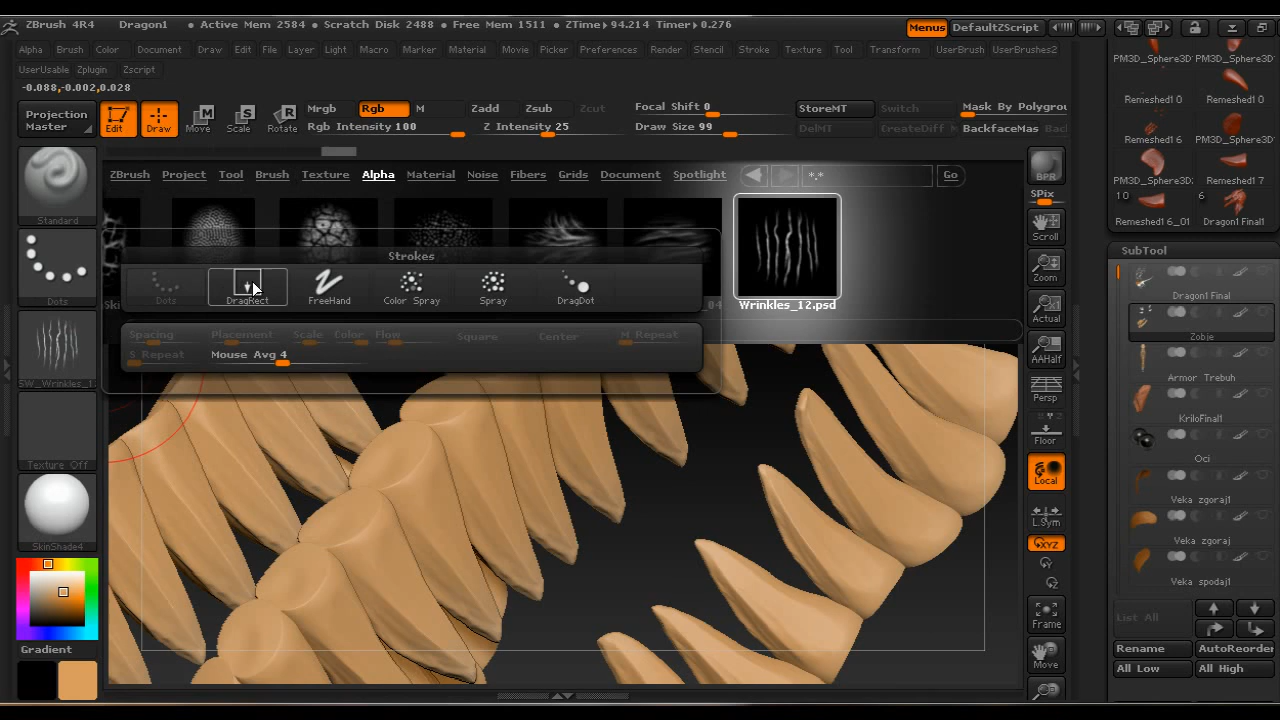 ZBrush 4R4 Dragon1 • Active Mem 2584 • Scratch Disk 2488 • Free Mem 1511 • ZTime▸94.214 Timer▸0.276
Menus DefaultZScript
Alpha Brush Color Document Draw Edit File Layer Light Macro Marker Material Movie Picker Preferences Render Stencil Stroke Texture Tool Transform UserBrush UserBrushes2
UserUsable Zplugin Zscript
-0.088,-0.002,0.028
Projection Master
Edit Draw Move Scale Rotate
Mrgb Rgb M Zadd Zsub Zcut
Rgb Intensity 100 Z Intensity 25
Focal Shift 0
Draw Size 99
StoreMT Switch Mask By Polygrou
DelMT CreateDiff M BackfaceMas Bac
ZBrush Project Tool Brush Texture Alpha Material Noise Fibers Grids Document Spotlight *.* Go
Wrinkles_12.psd
Strokes
Dots DragRect FreeHand Color Spray Spray DragDot
Spacing Placement Scale Color Flow Square Center M Repeat
S Repeat Mouse Avg 4
Standard
Dots
SW_Wrinkles_1
Texture Off
SkinShade4
Gradient
BPR
SPix
Scroll
Zoom
Actual
AAHalf
Persp
Floor
Local
L.Sym
XYZ
Y
Z
Frame
Move
PM3D_Sphere3D PM3D_Sphere3D
Remeshed1 0 Remeshed1 0
Remeshed1 6 PM3D_Sphere3D
PM3D_Sphere3D Remeshed1 7
10 6
Remeshed1 6_01 Dragon1 Final1
SubTool
Dragon1 Final
Zobje
Armor Trebuh
KriloFinal1
Oci
Veka zgoraj1
Veka zgoraj
Veka spodaj1
List All
Rename AutoReorder
All Low All High